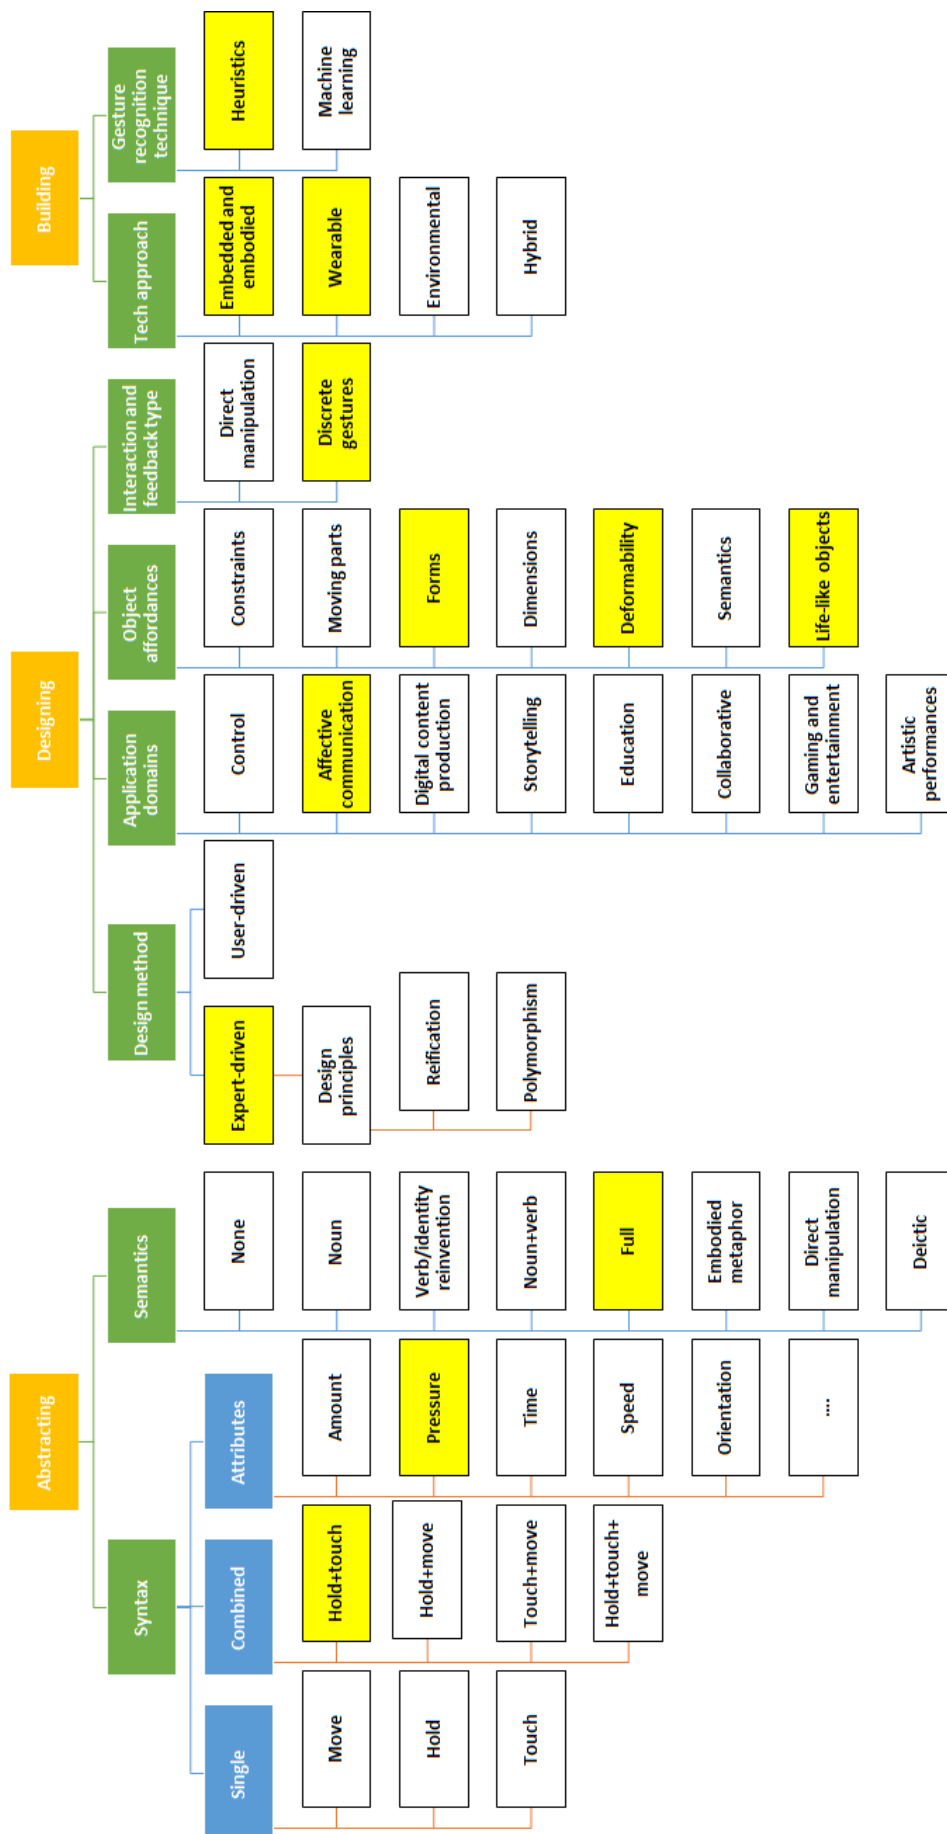 Abstracting
Syntax
Single
Move
Hold
Touch
Combined
Hold+touch
Hold+move
Touch+move
Hold+touch+
move
Attributes
Amount
Pressure
Time
Speed
Orientation
....
Semantics
None
Noun
Verb/identity
reinvention
Noun+verb
Full
Embodied
metaphor
Direct
manipulation
Deictic
Designing
Design method
Expert-driven
Design
principles
Reification
Polymorphism
User-driven
Application
domains
Control
Affective
communication
Digital content
production
Storytelling
Education
Collaborative
Gaming and
entertainment
Artistic
performances
Object
affordances
Constraints
Moving parts
Forms
Dimensions
Deformability
Semantics
Life-like objects
Interaction and
feedback type
Direct
manipulation
Discrete
gestures
Building
Tech approach
Embedded and
embodied
Wearable
Environmental
Hybrid
Gesture
recognition
technique
Heuristics
Machine
learning